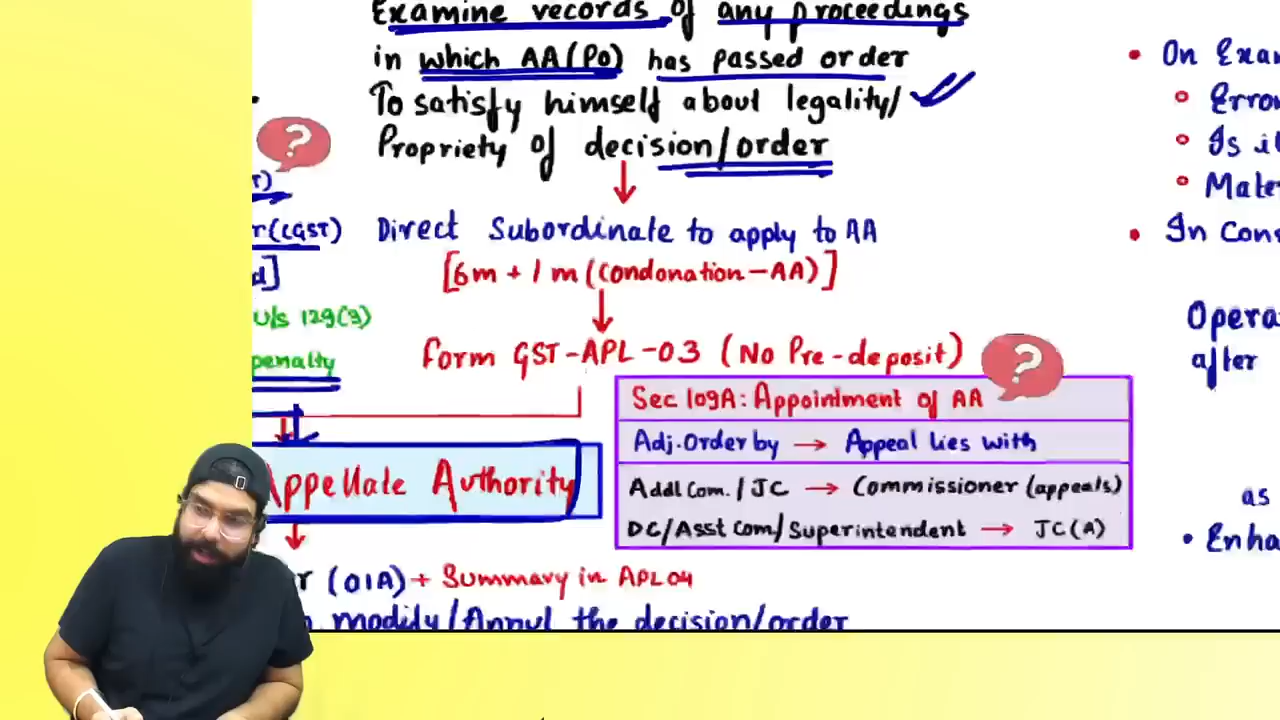 Examine records of any proceedings
in which AA(PO) has passed order
To satisfy himself about legality/
Propriety of decision/order
?
r(CGST)
Direct Subordinate to apply to AA
[6m + 1m (Condonation-AA)]
u/s 129(3)
penalty
Form GST-APL-03 (No Pre-deposit)
?
Sec 109A: Appointment of AA
Adj. Order by → Appeal lies with
Addl Com. / JC → Commissioner (appeals)
DC/Asst Com/Superintendent → JC(A)
Appellate Authority
r (OIA) + Summary in APL04
modify/Annul the decision/order
• On Exa
Erro
Is i
Mate
• In Cons
Opera
after
as
• Enha